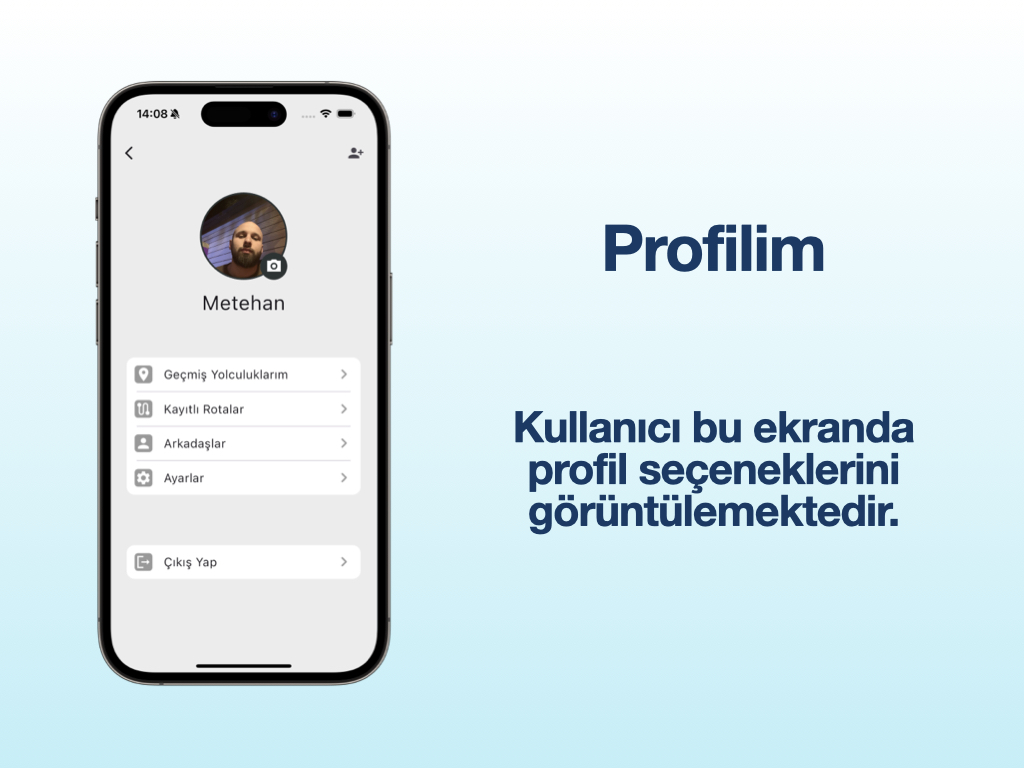 14:08
Metehan
Geçmiş Yolculuklarım
Kayıtlı Rotalar
Arkadaşlar
Ayarlar
Çıkış Yap
Profilim
Kullanıcı bu ekranda
profil seçeneklerini
görüntülemektedir.